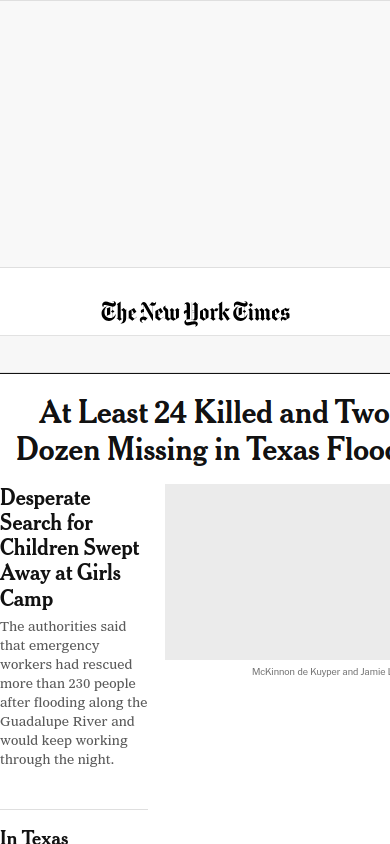 The New York Times
At Least 24 Killed and Two
Dozen Missing in Texas
Desperate
Search for
Children Swept
Away at Girls
Camp
The authorities said
that emergency
workers had rescued
more than 230 people
after flooding along the
Guadalupe River and
would keep working
through the night.
McKinnon de Kuyper and Jamie
In Texas